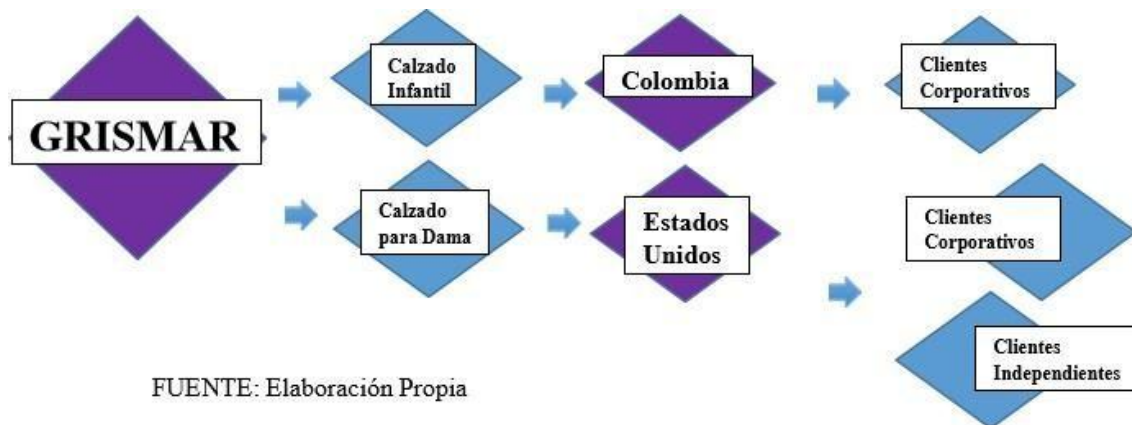 GRISMAR
Calzado
Infantil
Colombia
Clientes
Corporativos
Calzado
para Dama
Estados
Unidos
Clientes
Corporativos
Clientes
Independientes
FUENTE: Elaboración Propia